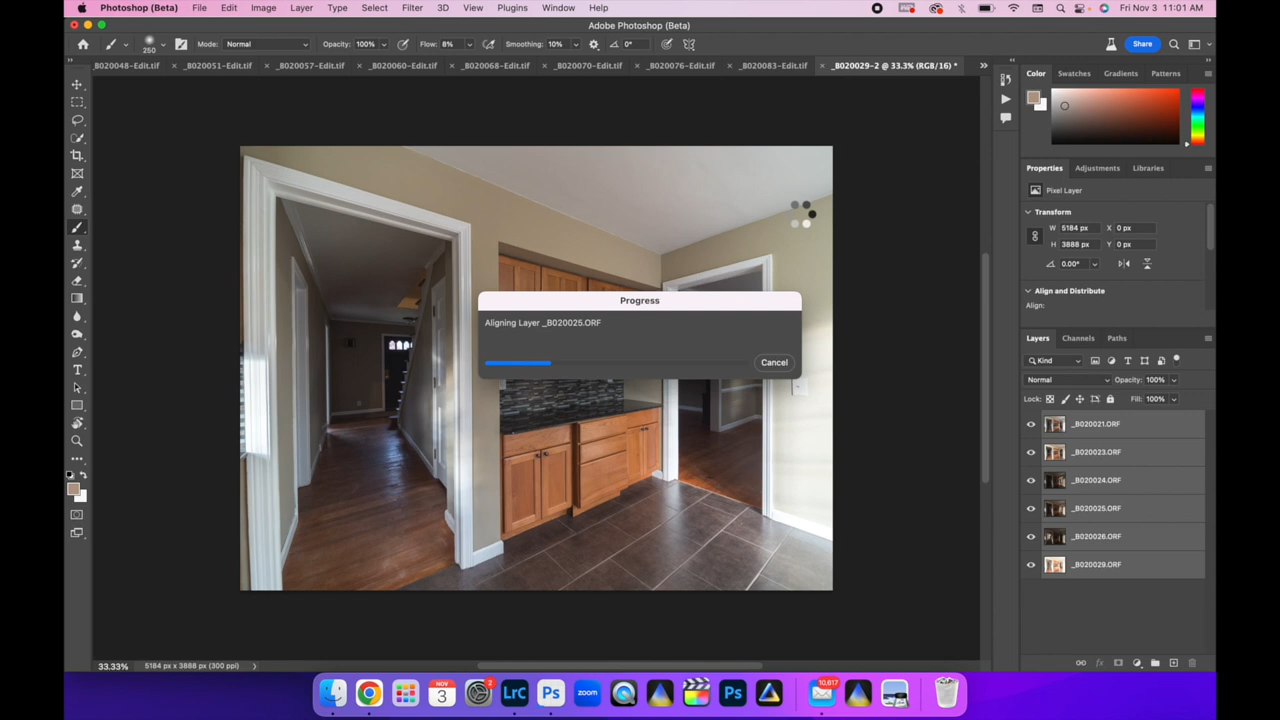 Photoshop (Beta) File Edit Image Layer Type Select Filter 3D View Plugins Window Help Fri Nov 3 11:01 AM
Adobe Photoshop (Beta)
250 Mode: Normal Opacity: 100% Flow: 8% Smoothing: 10% 0° Share
_B020048-Edit.tif × _B020051-Edit.tif × _B020057-Edit.tif × _B020060-Edit.tif × _B020068-Edit.tif × _B020070-Edit.tif × _B020076-Edit.tif × _B020083-Edit.tif × _B020029-2 @ 33.3% (RGB/16) *
Color Swatches Gradients Patterns
Properties Adjustments Libraries
Pixel Layer
Transform
W 5184 px X 0 px
H 3888 px Y 0 px
0.00°
Align and Distribute
Align:
Progress
Aligning Layer _B020025.ORF
Cancel
Layers Channels Paths
Kind
Normal Opacity: 100%
Lock: Fill: 100%
_B020021.ORF
_B020023.ORF
_B020024.ORF
_B020025.ORF
_B020026.ORF
_B020029.ORF
33.33% 5184 px x 3888 px (300 ppi)
NOV
3
2
LrC
Ps
zoom
Ps
10,617